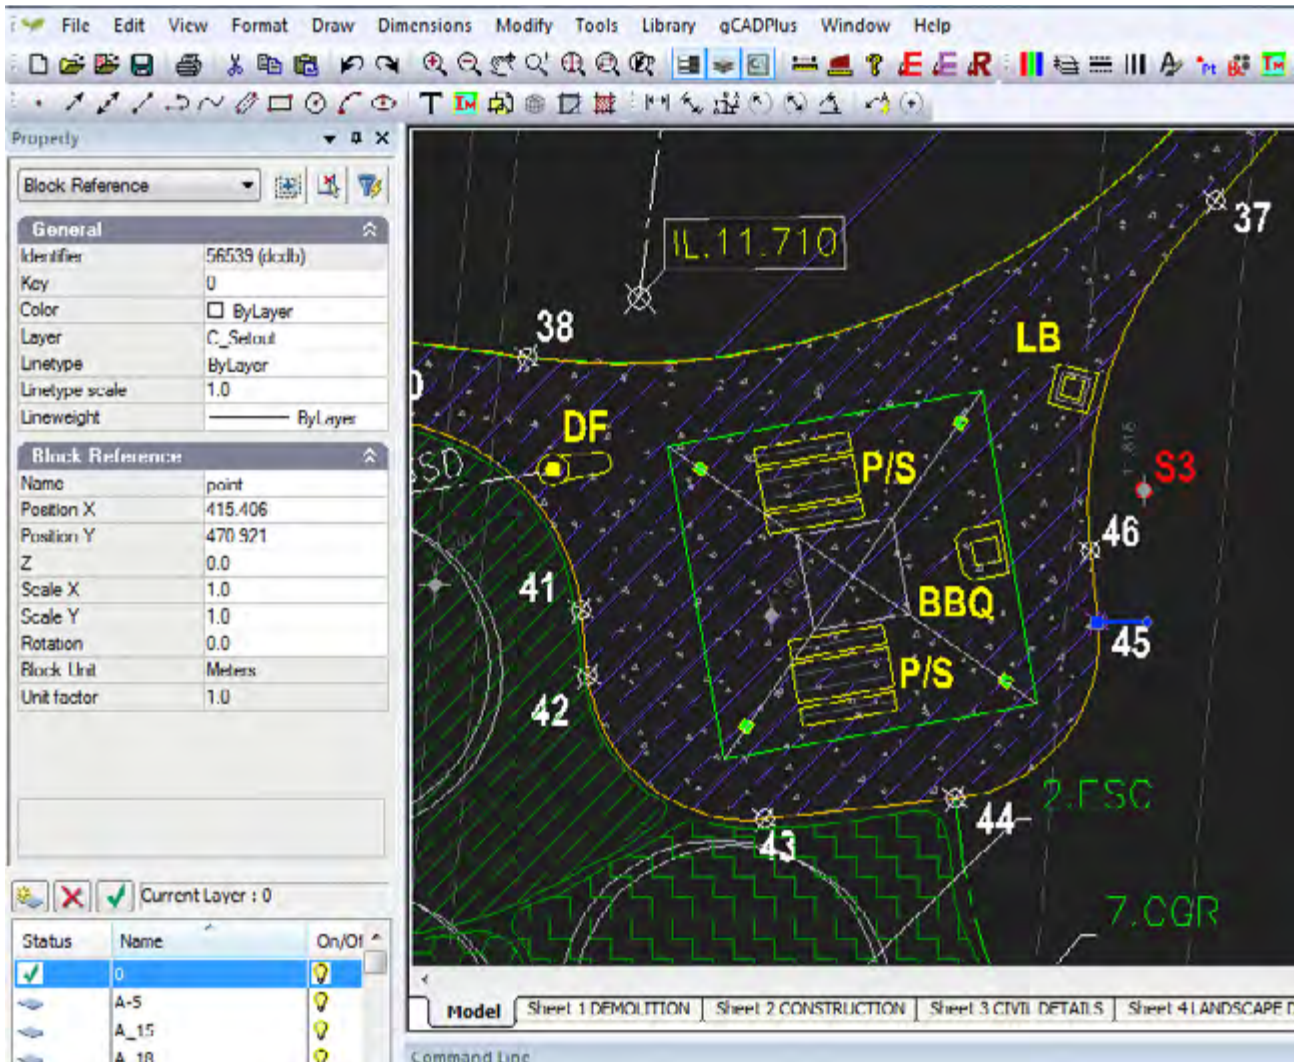 File Edit View Format Draw Dimensions Modify Tools Library gCADPlus Window Help
Property
Block Reference
General
Identifier 56539 (dcdb)
Key 0
Color ByLayer
Layer C_Setout
Linetype ByLayer
Linetype scale 1.0
Lineweight ByLayer
Block Reference
Name point
Position X 415.406
Position Y 470.921
Z 0.0
Scale X 1.0
Scale Y 1.0
Rotation 0.0
Block Unit Meters
Unit factor 1.0
Current Layer : 0
Status Name On/Of
0
A-5
A_15
A_18
37
IL.11.710
38
LB
DF
P/S
S3
46
41
BBQ
45
P/S
42
2.ESC
44
43
7.CGR
Model Sheet 1 DEMOLITION Sheet 2 CONSTRUCTION Sheet 3 CIVIL DETAILS Sheet 4 LANDSCAPE D
Command Line